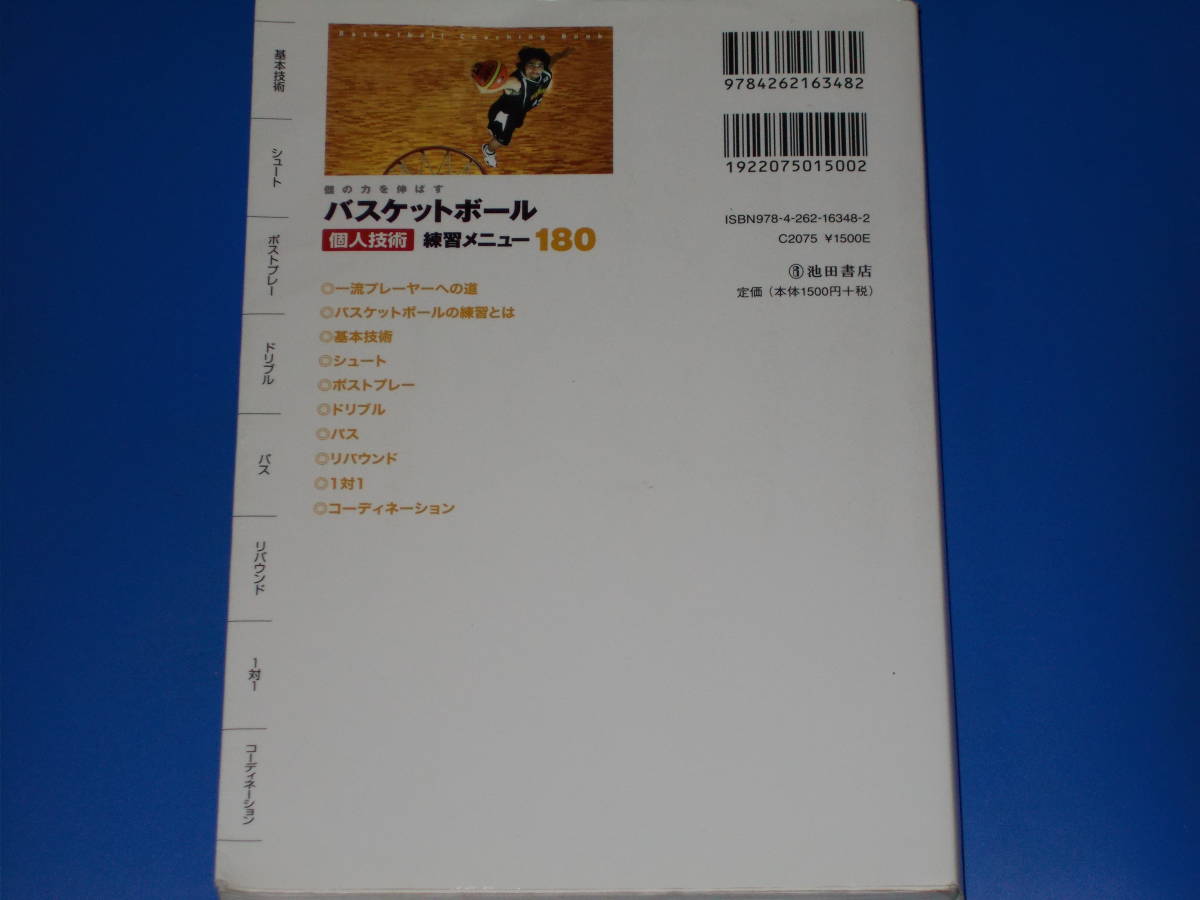 基本技術
シュート
ポストプレー
ドリブル
パス
リバウンド
1対1
コーディネーション
Basketball Coaching Book
個の力を伸ばす
バスケットボール
個人技術 練習メニュー180
◎一流プレーヤーへの道
◎バスケットボールの練習とは
◎基本技術
◎シュート
◎ポストプレー
◎ドリブル
◎パス
◎リバウンド
◎1対1
◎コーディネーション
9784262163482
1922075015002
ISBN978-4-262-16348-2
C2075 ¥1500E
池田書店
定価（本体1500円＋税）